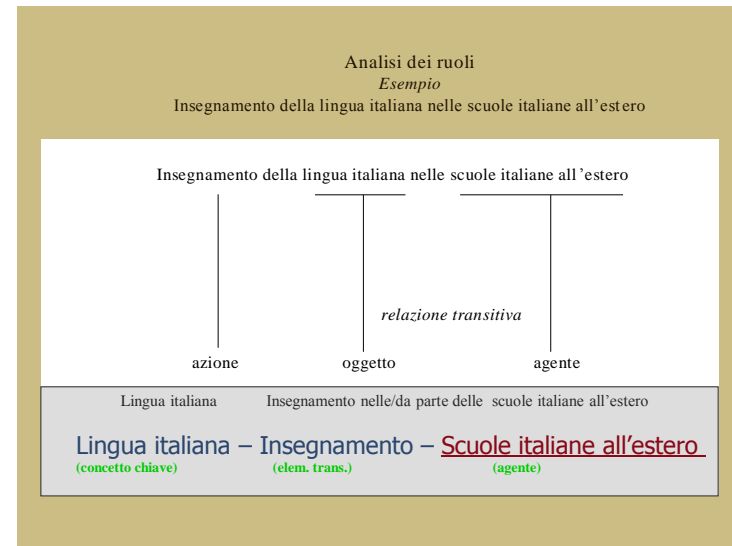 Analisi dei ruoli
Esempio
Insegnamento della lingua italiana nelle scuole italiane all'estero
Insegnamento della lingua italiana nelle scuole italiane all'estero
relazione transitiva
azione oggetto agente
Lingua italiana Insegnamento nelle/da parte delle scuole italiane all'estero
Lingua italiana – Insegnamento – Scuole italiane all'estero
(concetto chiave) (elem. trans.) (agente)